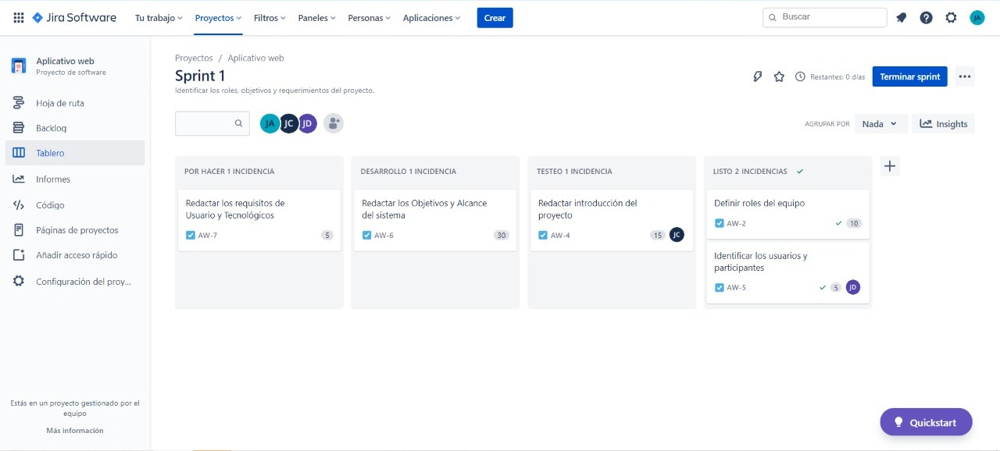 Jira Software
Tu trabajo
Proyectos
Filtros
Paneles
Personas
Aplicaciones
Crear
Buscar
JA
Aplicativo web
Proyecto de software
Hoja de ruta
Backlog
Tablero
Informes
Código
Páginas de proyectos
Añadir acceso rápido
Configuración del proy...
Estás en un proyecto gestionado por el
equipo
Más información
Proyectos / Aplicativo web
Sprint 1
Identificar los roles, objetivos y requerimientos del proyecto.
Restantes: 0 días
Terminar sprint
JA JC JD
AGRUPAR POR
Nada
Insights
POR HACER 1 INCIDENCIA
Redactar los requisitos de
Usuario y Tecnológicos
AW-7
5
DESARROLLO 1 INCIDENCIA
Redactar los Objetivos y Alcance
del sistema
AW-6
30
TESTEO 1 INCIDENCIA
Redactar introducción del
proyecto
AW-4
15
JC
LISTO 2 INCIDENCIAS
Definir roles del equipo
AW-2
10
Identificar los usuarios y
participantes
AW-5
5
JD
Quickstart